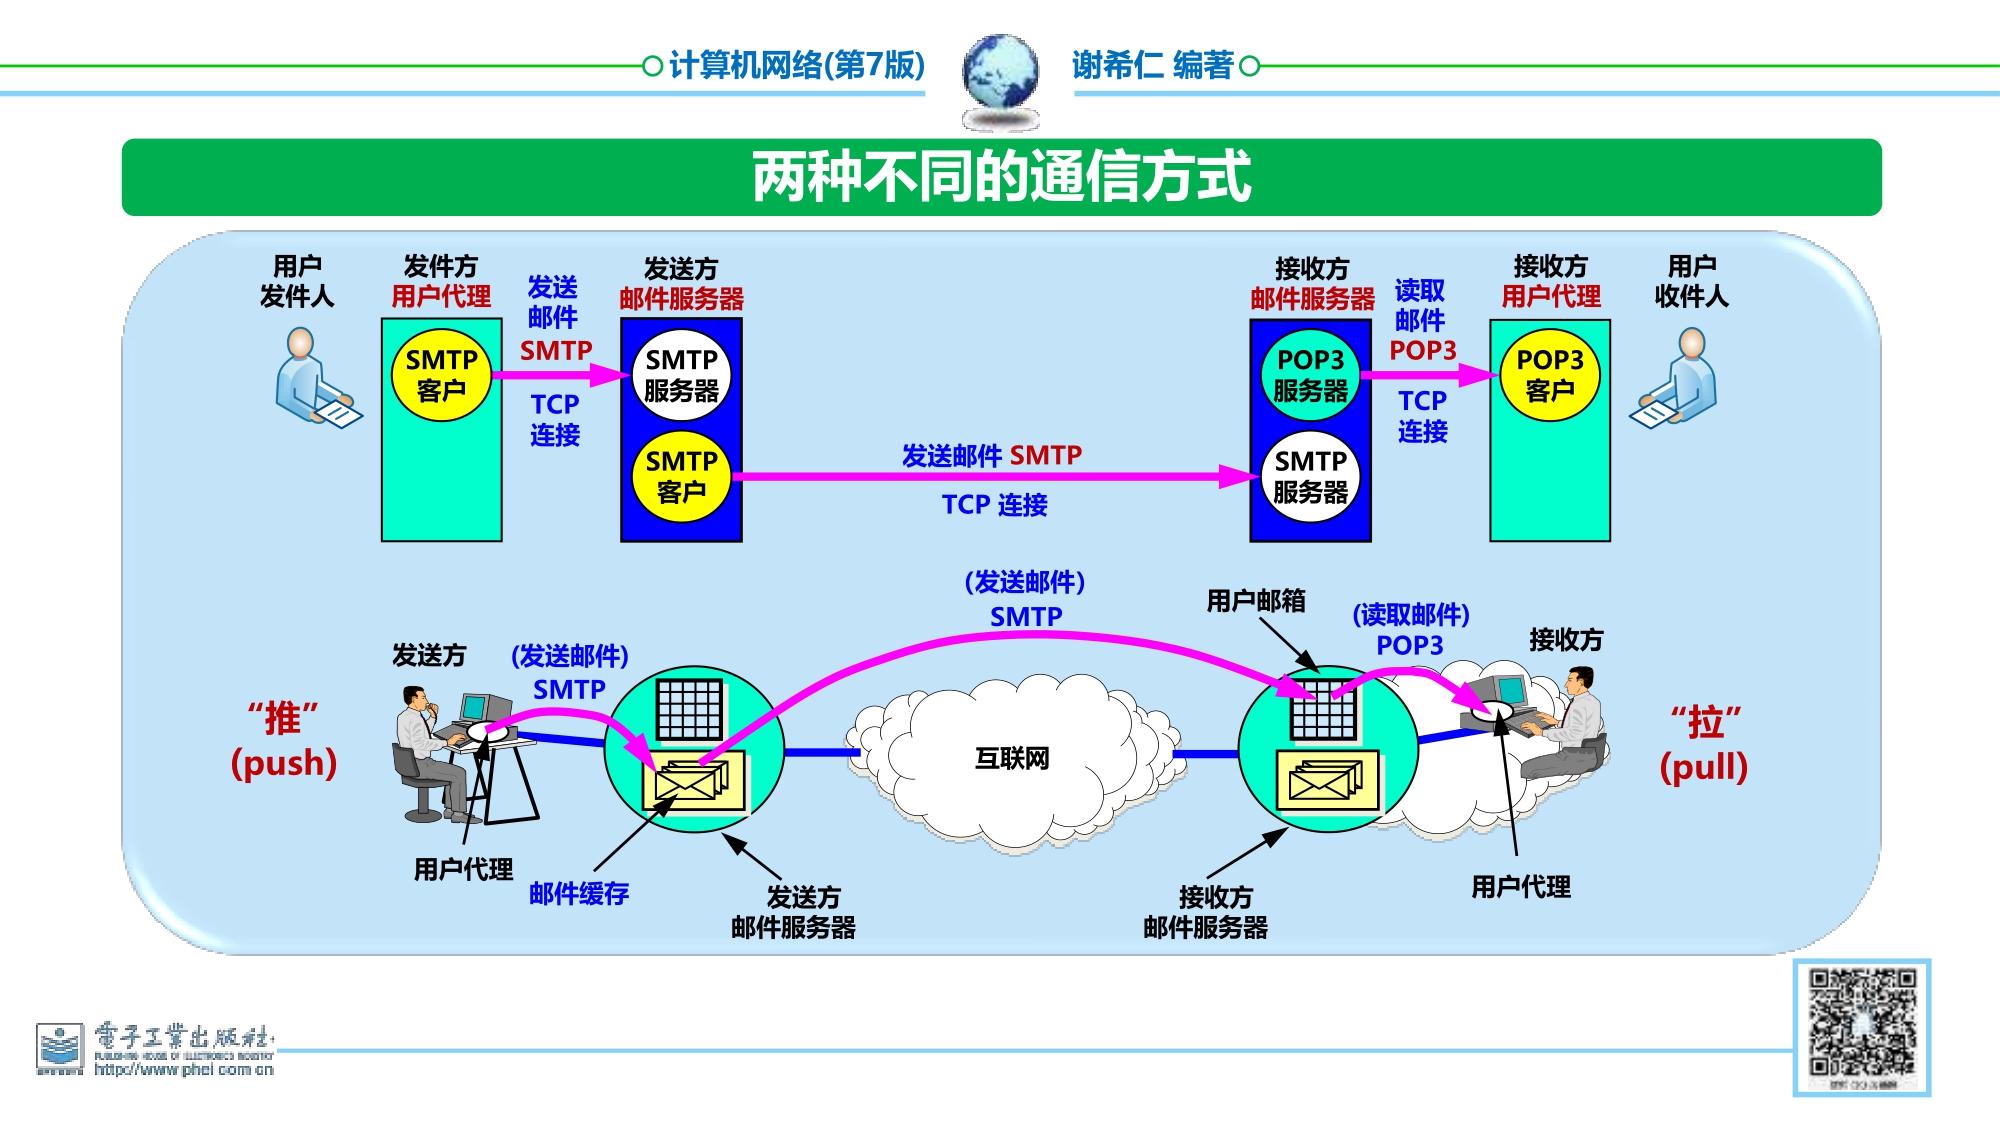 计算机网络(第7版)
谢希仁 编著
两种不同的通信方式
用户
发件人
发件方
用户代理
发送
邮件
SMTP
TCP
连接
发送方
邮件服务器
SMTP
客户
SMTP
服务器
SMTP
客户
发送邮件 SMTP
TCP 连接
接收方
邮件服务器
POP3
服务器
SMTP
服务器
读取
邮件
POP3
TCP
连接
接收方
用户代理
POP3
客户
用户
收件人
(发送邮件)
SMTP
用户邮箱
(读取邮件)
POP3
接收方
发送方
(发送邮件)
SMTP
“推”
(push)
互联网
“拉”
(pull)
用户代理
邮件缓存
发送方
邮件服务器
接收方
邮件服务器
用户代理
電子工業出版社
PUBLISHING HOUSE OF ELECTRONICS INDUSTRY
http://www.phei.com.cn